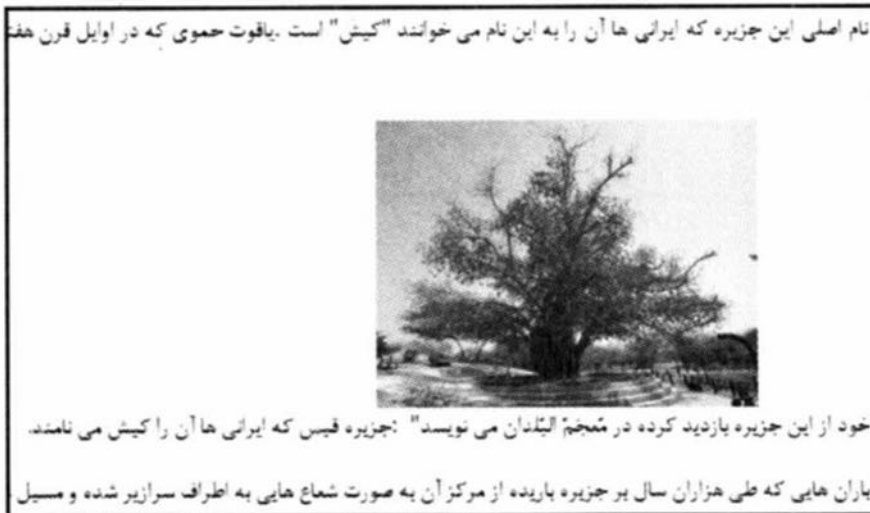 نام اصلی این جزیره که ایرانی ها آن را به این نام می خوانند "کیش" است .یاقوت حموی که در اوایل قرن هفت
خود از این جزیره بازدید کرده در مُعجَمُ البُلدان می نویسد" :جزیره قیس که ایرانی ها آن را کیش می نامند.
باران هایی که طی هزاران سال بر جزیره باریده از مرکز آن به صورت شعاع هایی به اطراف سرازیر شده و مسیل